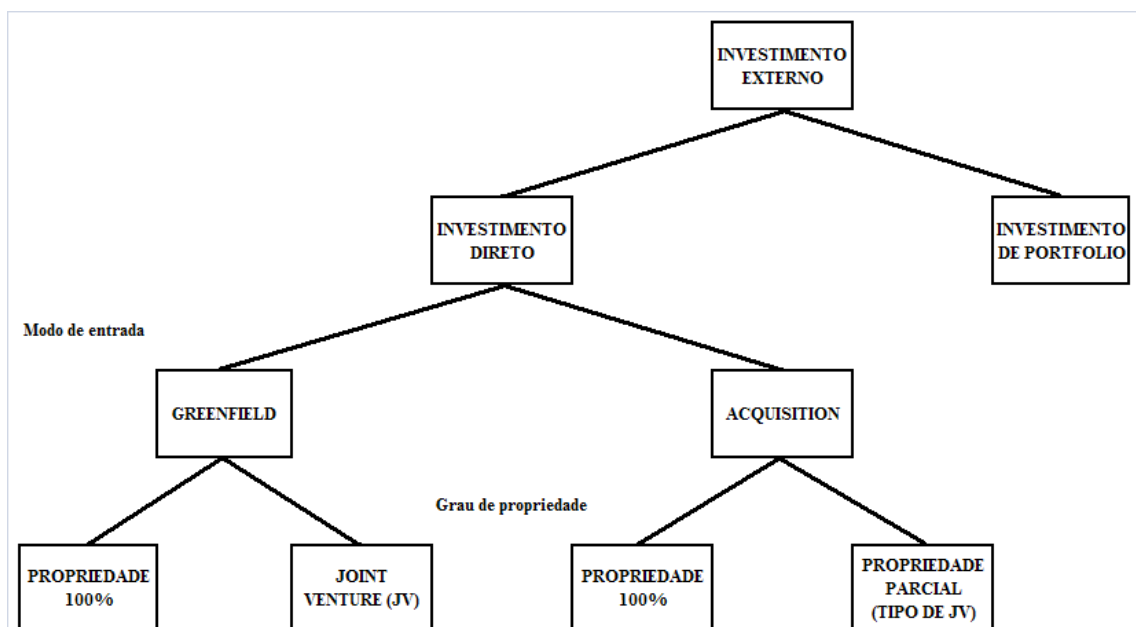 INVESTIMENTO
EXTERNO
INVESTIMENTO
DIRETO
INVESTIMENTO
DE PORTFOLIO
Modo de entrada
GREENFIELD
ACQUISITION
Grau de propriedade
PROPRIEDADE
100%
JOINT
VENTURE (JV)
PROPRIEDADE
100%
PROPRIEDADE
PARCIAL
(TIPO DE JV)